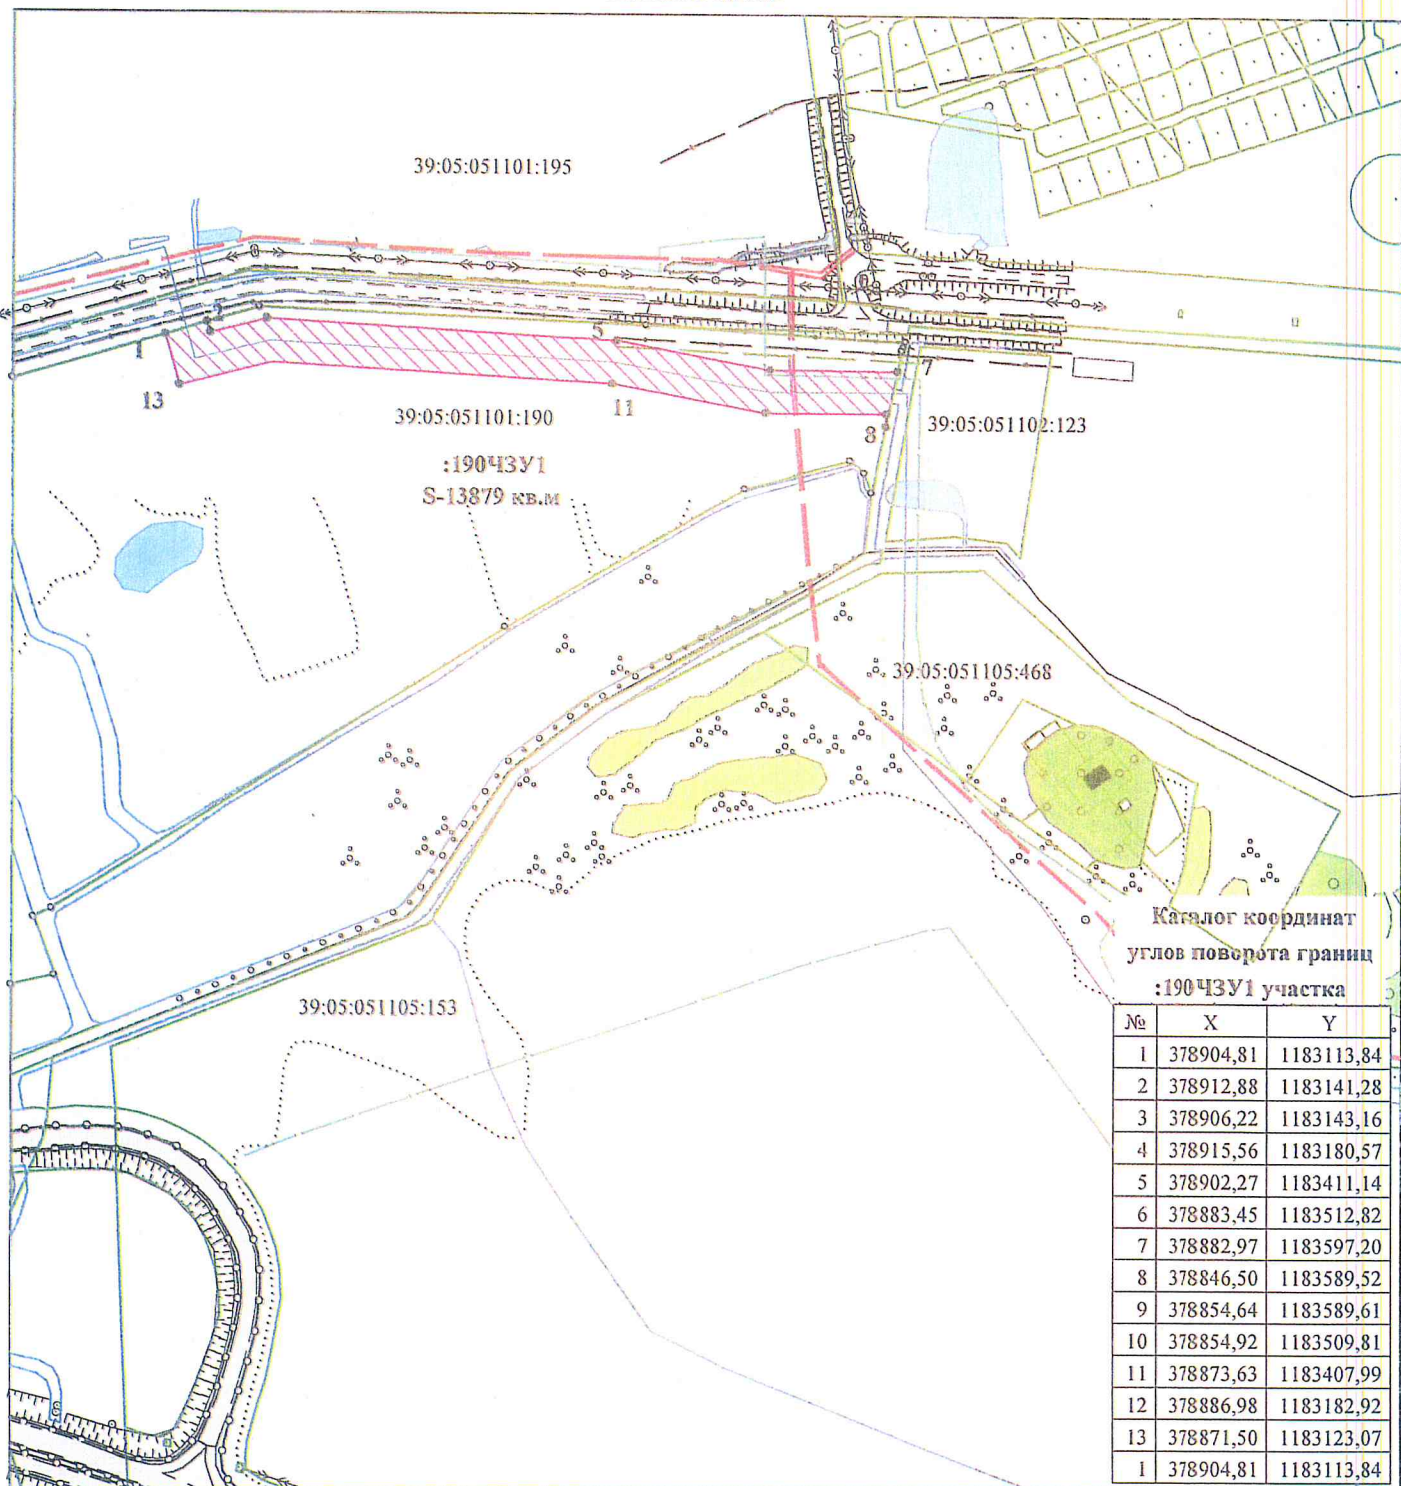 39:05:051101:195
2
1
5
7
13
11
39:05:051101:190
8
39:05:051102:123
:190ЧЗУ1
S-13879 кв.м
39:05:051105:468
39:05:051105:153
Каталог координат
углов поворота границ
:190ЧЗУ1 участка
№ X Y
1 378904,81 1183113,84
2 378912,88 1183141,28
3 378906,22 1183143,16
4 378915,56 1183180,57
5 378902,27 1183411,14
6 378883,45 1183512,82
7 378882,97 1183597,20
8 378846,50 1183589,52
9 378854,64 1183589,61
10 378854,92 1183509,81
11 378873,63 1183407,99
12 378886,98 1183182,92
13 378871,50 1183123,07
1 378904,81 1183113,84